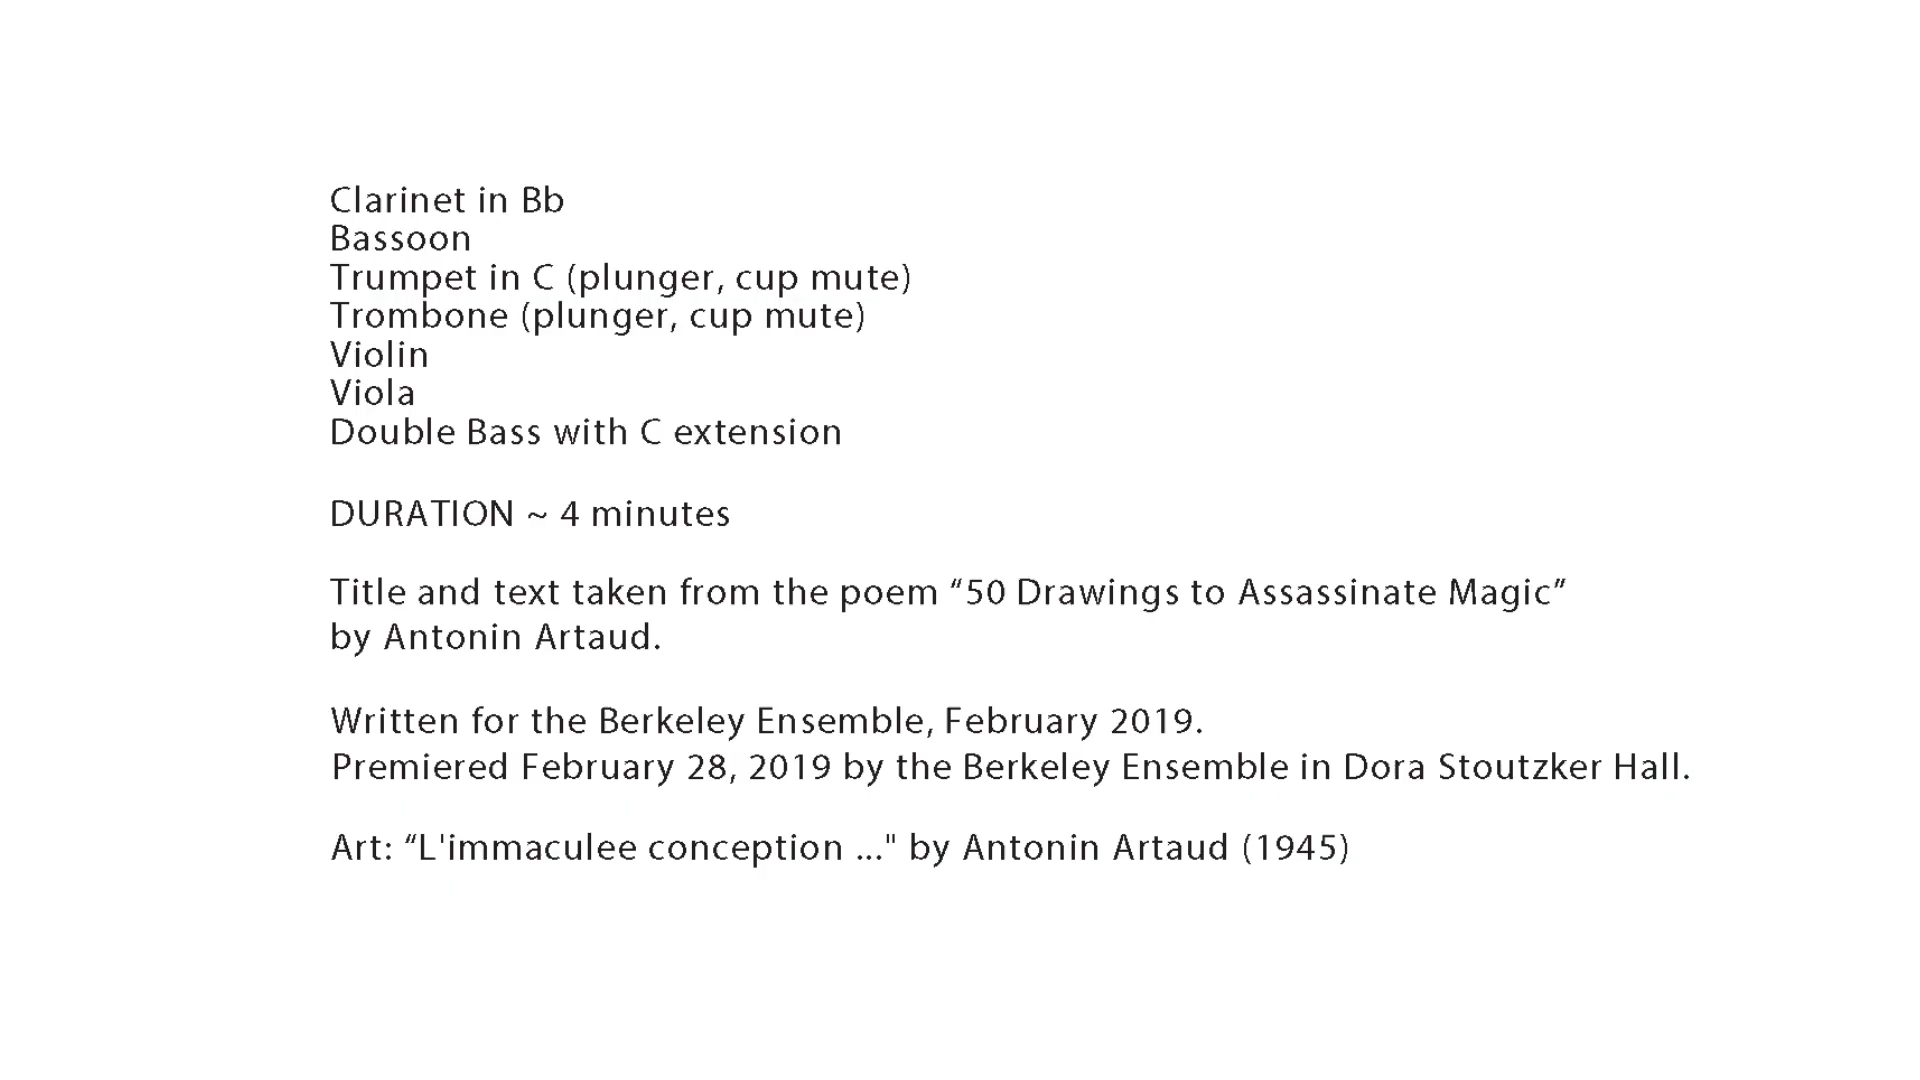 Clarinet in Bb
Bassoon
Trumpet in C (plunger, cup mute)
Trombone (plunger, cup mute)
Violin
Viola
Double Bass with C extension
DURATION ~ 4 minutes
Title and text taken from the poem “50 Drawings to Assassinate Magic”
by Antonin Artaud.
Written for the Berkeley Ensemble, February 2019.
Premiered February 28, 2019 by the Berkeley Ensemble in Dora Stoutzker Hall.
Art: “L'immaculee conception ..." by Antonin Artaud (1945)